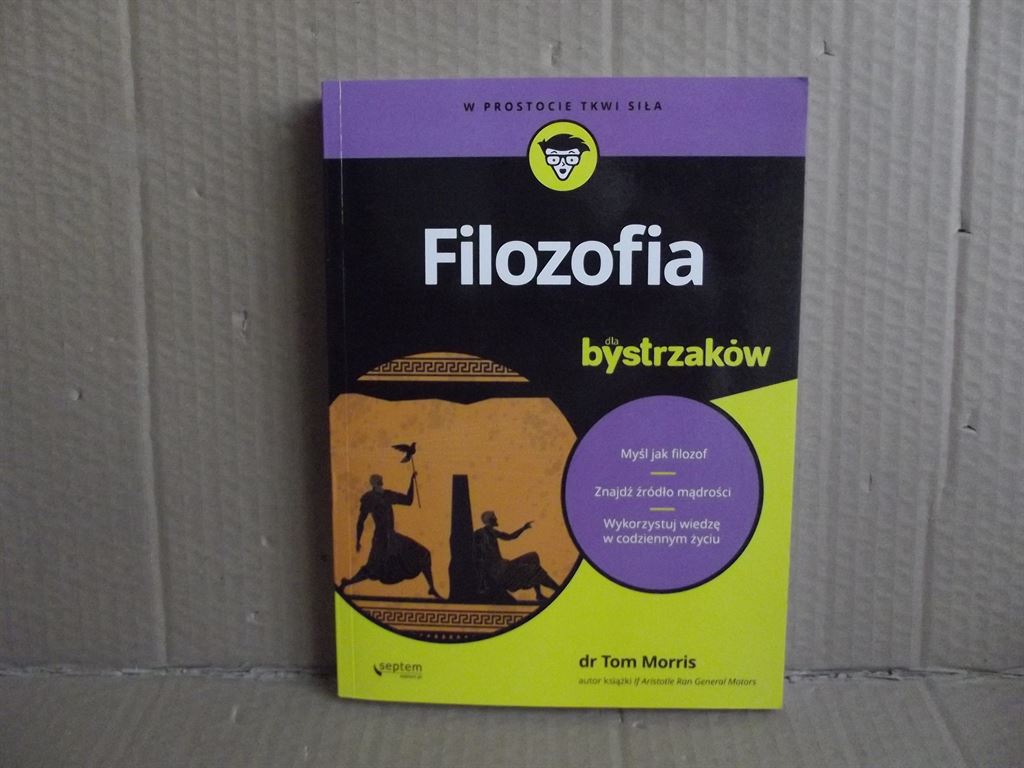 W PROSTOCIE TKWI SIŁA
Filozofia
dla
bystrzaków
Myśl jak filozof
Znajdź źródło mądrości
Wykorzystuj wiedzę
w codziennym życiu
septem
dr Tom Morris
autor książki If Aristotle Ran General Motors